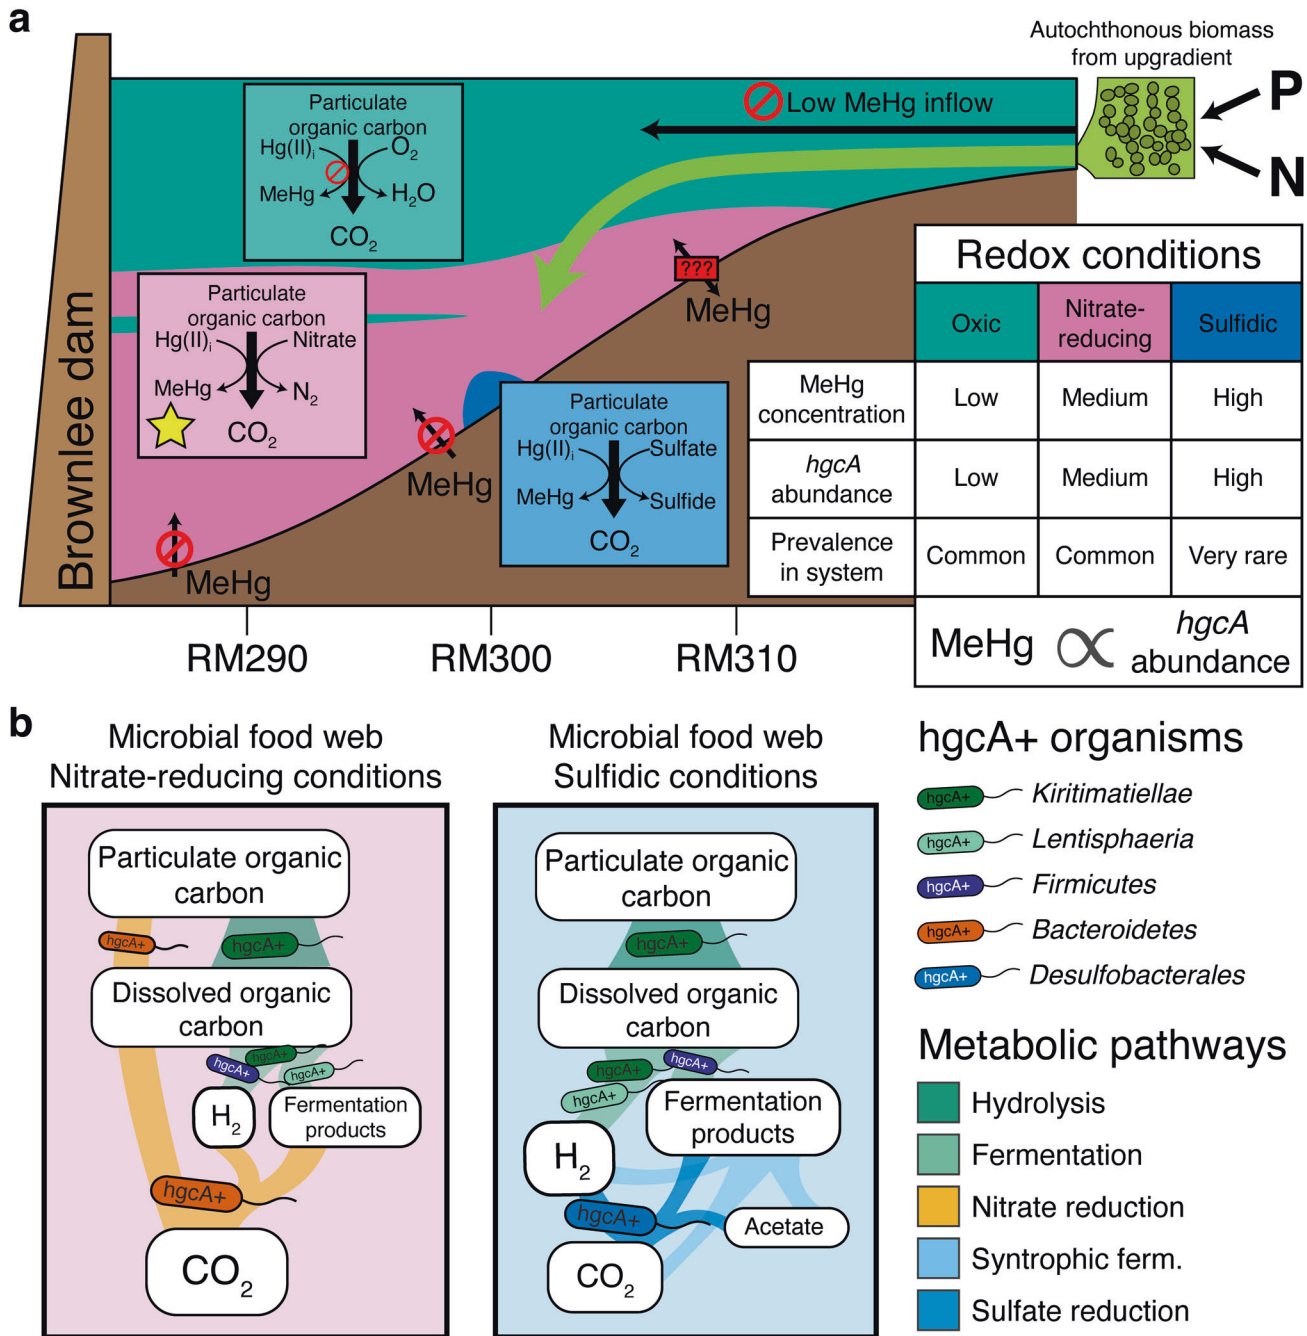 a
Autochthonous biomass
from upgradient
P
N
Low MeHg inflow
Particulate
organic carbon
Hg(II)i
O2
MeHg
H2O
CO2
Particulate
organic carbon
Hg(II)i
Nitrate
MeHg
N2
CO2
Particulate
organic carbon
Hg(II)i
Sulfate
MeHg
Sulfide
CO2
???
MeHg
MeHg
MeHg
Brownlee dam
RM290
RM300
RM310
Redox conditions
Oxic
Nitrate-
reducing
Sulfidic
MeHg
concentration
Low
Medium
High
hgcA
abundance
Low
Medium
High
Prevalence
in system
Common
Common
Very rare
MeHg ∝ hgcA
abundance
b
Microbial food web
Nitrate-reducing conditions
Particulate organic
carbon
hgcA+
hgcA+
Dissolved organic
carbon
hgcA+
hgcA+
hgcA+
H2
Fermentation
products
hgcA+
CO2
Microbial food web
Sulfidic conditions
Particulate organic
carbon
hgcA+
Dissolved organic
carbon
hgcA+
hgcA+
hgcA+
Fermentation
products
H2
hgcA+
Acetate
CO2
hgcA+ organisms
hgcA+ Kiritimatiellae
hgcA+ Lentisphaeria
hgcA+ Firmicutes
hgcA+ Bacteroidetes
hgcA+ Desulfobacterales
Metabolic pathways
Hydrolysis
Fermentation
Nitrate reduction
Syntrophic ferm.
Sulfate reduction